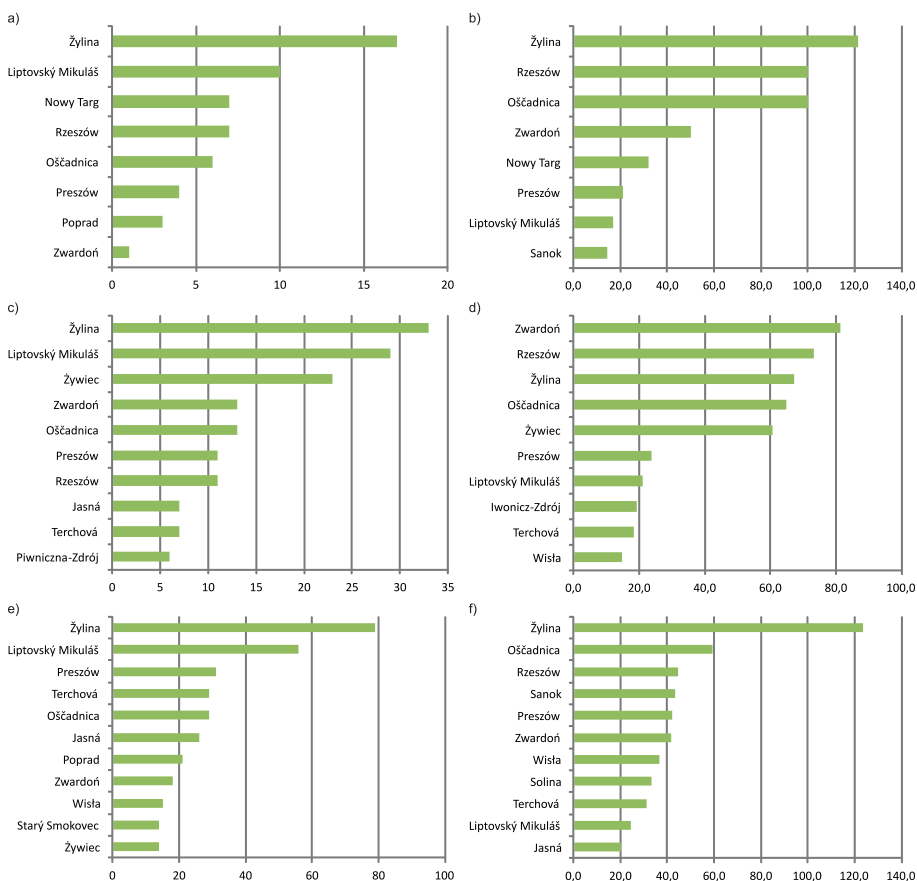 a)
Žylina
Liptovský Mikuláš
Nowy Targ
Rzeszów
Oščadnica
Preszów
Poprad
Zwardoń
0 5 10 15 20
b)
Žylina
Rzeszów
Oščadnica
Zwardoń
Nowy Targ
Preszów
Liptovský Mikuláš
Sanok
0,0 20,0 40,0 60,0 80,0 100,0 120,0 140,0
c)
Žylina
Liptovský Mikuláš
Żywiec
Zwardoń
Oščadnica
Preszów
Rzeszów
Jasná
Terchová
Piwniczna-Zdrój
0 5 10 15 20 25 30 35
d)
Zwardoń
Rzeszów
Žylina
Oščadnica
Żywiec
Preszów
Liptovský Mikuláš
Iwonicz-Zdrój
Terchová
Wisła
0,0 20,0 40,0 60,0 80,0 100,0
e)
Žylina
Liptovský Mikuláš
Preszów
Terchová
Oščadnica
Jasná
Poprad
Zwardoń
Wisła
Starý Smokovec
Żywiec
0 20 40 60 80 100
f)
Žylina
Oščadnica
Rzeszów
Sanok
Preszów
Zwardoń
Wisła
Solina
Terchová
Liptovský Mikuláš
Jasná
0,0 20,0 40,0 60,0 80,0 100,0 120,0 140,0